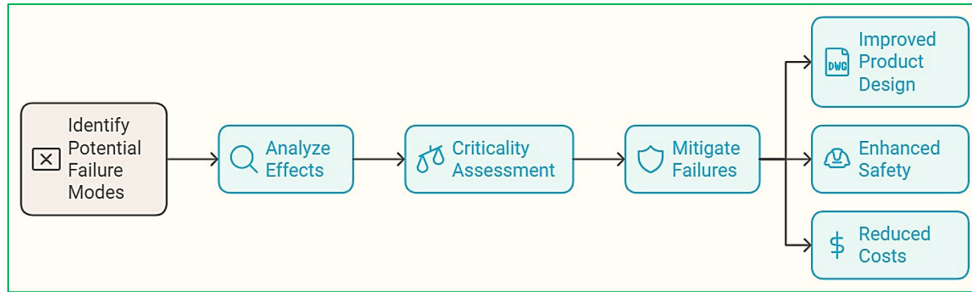 Identify
Potential
Failure
Modes
Analyze
Effects
Criticality
Assessment
Mitigate
Failures
DWG
Improved
Product
Design
Enhanced
Safety
$
Reduced
Costs